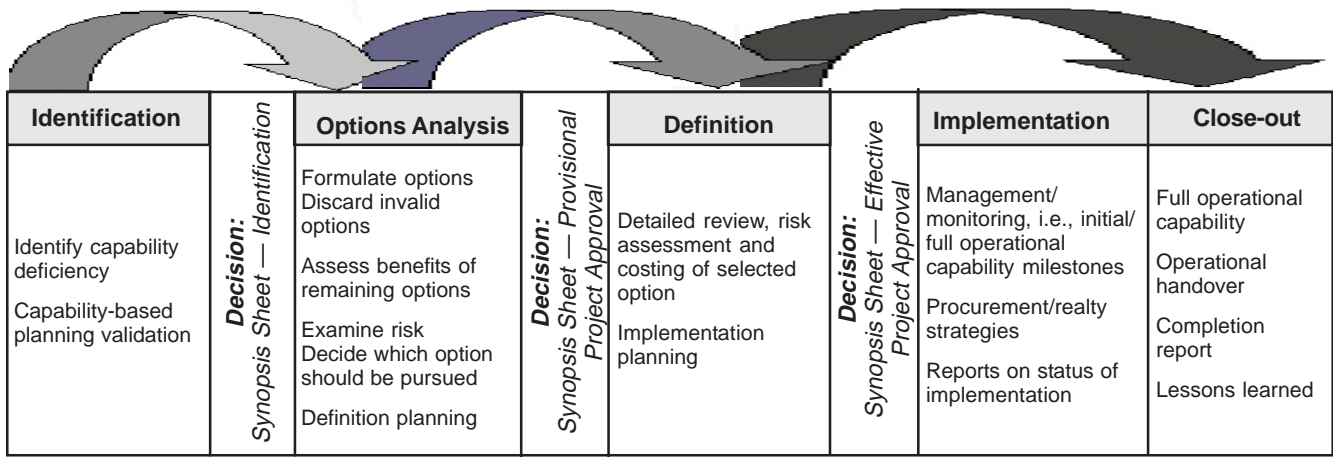 Identification
Identify capability
deficiency
Capability-based
planning validation
Decision:
Synopsis Sheet — Identification
Options Analysis
Formulate options
Discard invalid
options
Assess benefits of
remaining options
Examine risk
Decide which option
should be pursued
Definition planning
Decision:
Synopsis Sheet — Provisional
Project Approval
Definition
Detailed review, risk
assessment and
costing of selected
option
Implementation
planning
Decision:
Synopsis Sheet — Effective
Project Approval
Implementation
Management/
monitoring, i.e., initial/
full operational
capability milestones
Procurement/realty
strategies
Reports on status of
implementation
Close-out
Full operational
capability
Operational
handover
Completion
report
Lessons learned